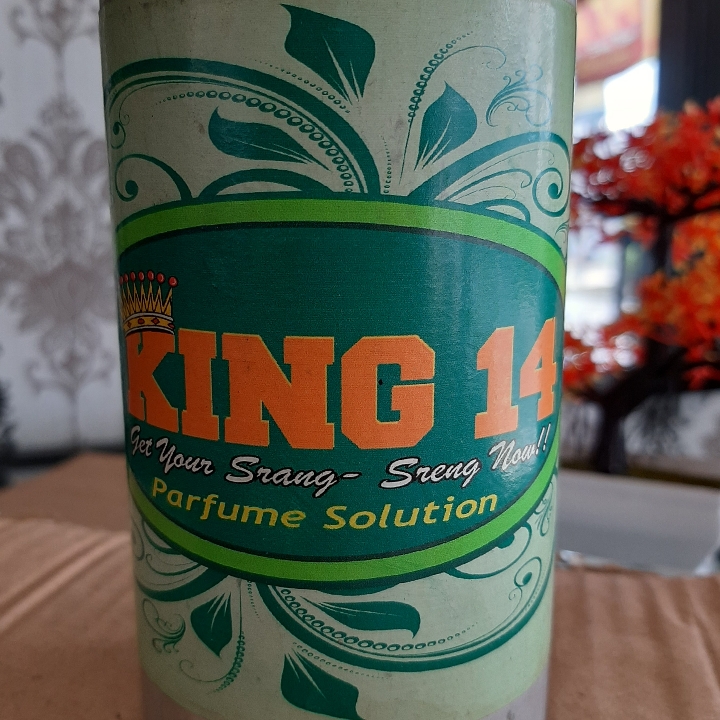 KING 14
Get Your Srang- Sreng Now!!
Parfume Solution